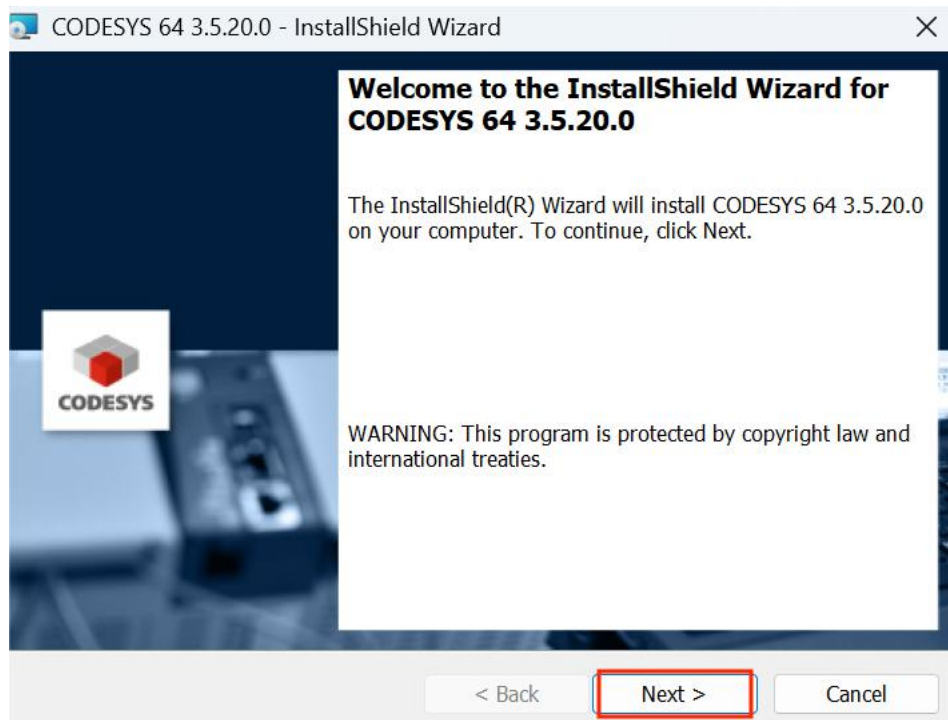 CODESYS 64 3.5.20.0 - InstallShield Wizard
Welcome to the InstallShield Wizard for
CODESYS 64 3.5.20.0
The InstallShield(R) Wizard will install CODESYS 64 3.5.20.0
on your computer. To continue, click Next.
CODESYS
WARNING: This program is protected by copyright law and
international treaties.
< Back
Next >
Cancel